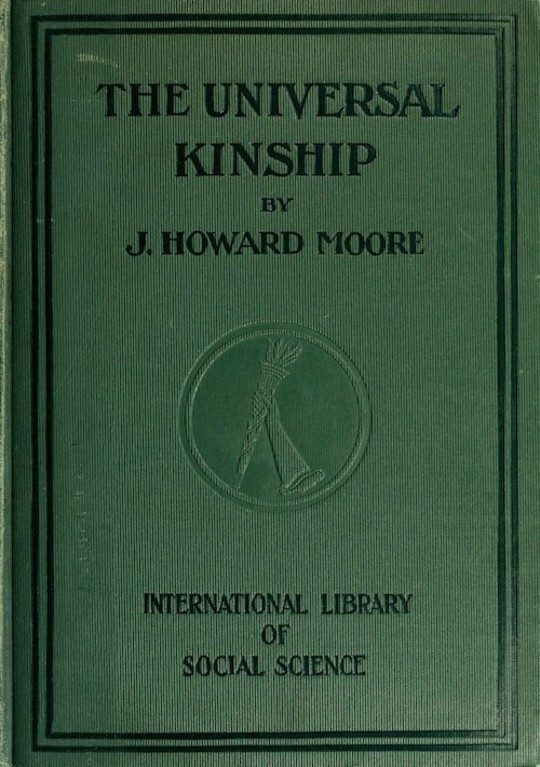 THE UNIVERSAL
KINSHIP
BY
J. HOWARD MOORE
INTERNATIONAL LIBRARY
OF
SOCIAL SCIENCE